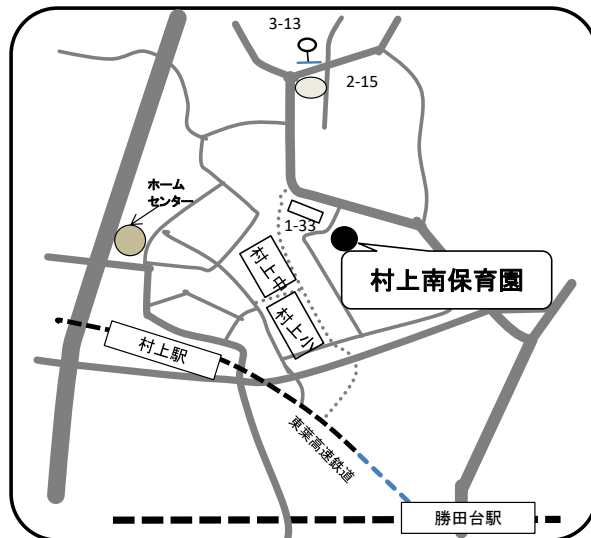 3-13
2-15
ホーム
センター
1-33
村上中
村上小
村上南保育園
村上駅
東葉高速鉄道
勝田台駅